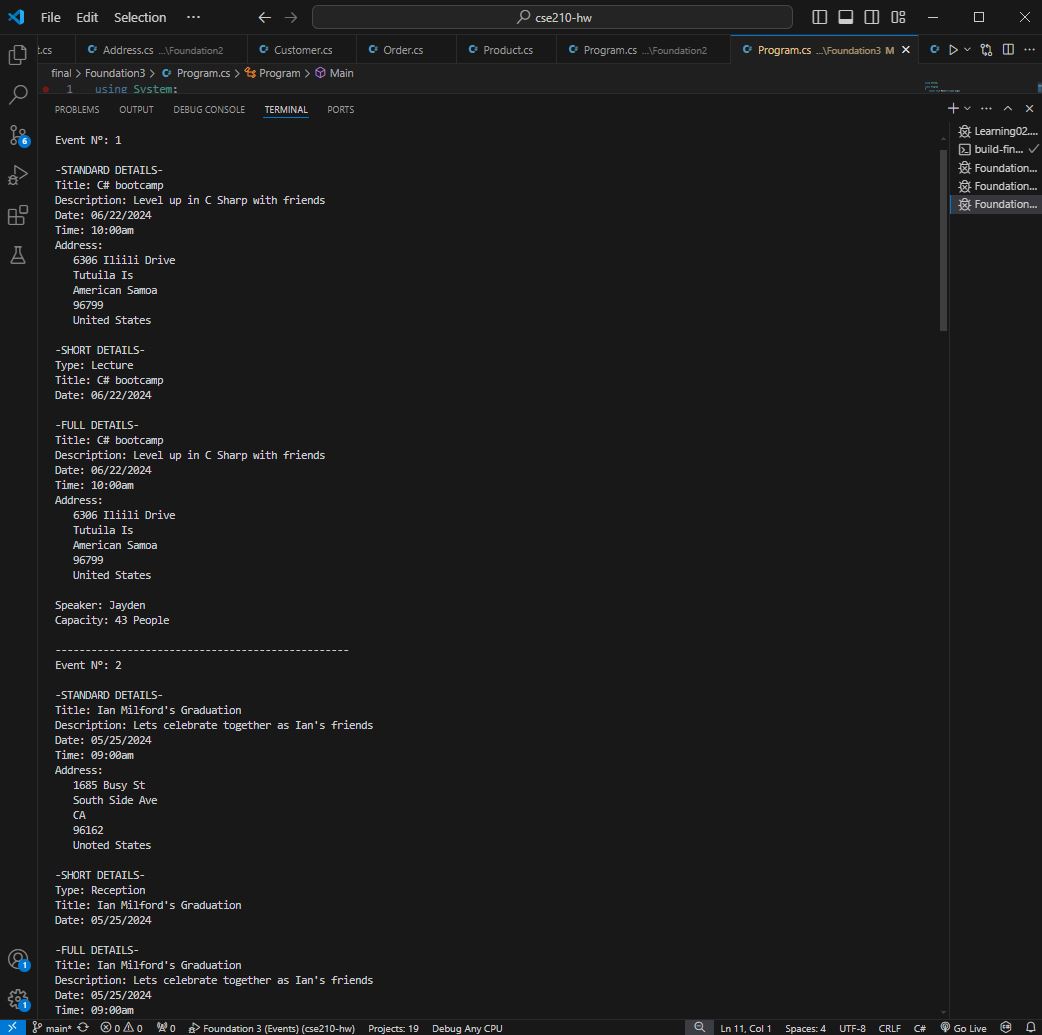 File Edit Selection ··· cse210-hw
t.cs Address.cs ...\Foundation2 Customer.cs Order.cs Product.cs Program.cs ...\Foundation2 Program.cs ...\Foundation3 M
final > Foundation3 > Program.cs > Program > Main
1 using System;
PROBLEMS OUTPUT DEBUG CONSOLE TERMINAL PORTS
Event N°: 1
-STANDARD DETAILS-
Title: C# bootcamp
Description: Level up in C Sharp with friends
Date: 06/22/2024
Time: 10:00am
Address:
6306 Iliili Drive
Tutuila Is
American Samoa
96799
United States
-SHORT DETAILS-
Type: Lecture
Title: C# bootcamp
Date: 06/22/2024
-FULL DETAILS-
Title: C# bootcamp
Description: Level up in C Sharp with friends
Date: 06/22/2024
Time: 10:00am
Address:
6306 Iliili Drive
Tutuila Is
American Samoa
96799
United States
Speaker: Jayden
Capacity: 43 People
-------------------------------------------------
Event N°: 2
-STANDARD DETAILS-
Title: Ian Milford's Graduation
Description: Lets celebrate together as Ian's friends
Date: 05/25/2024
Time: 09:00am
Address:
1685 Busy St
South Side Ave
CA
96162
Unoted States
-SHORT DETAILS-
Type: Reception
Title: Ian Milford's Graduation
Date: 05/25/2024
-FULL DETAILS-
Title: Ian Milford's Graduation
Description: Lets celebrate together as Ian's friends
Date: 05/25/2024
Time: 09:00am
Learning02....
build-fin...
Foundation...
Foundation...
Foundation...
6
1
1
main* 0 0 0 Foundation 3 (Events) (cse210-hw) Projects: 19 Debug Any CPU Ln 11, Col 1 Spaces: 4 UTF-8 CRLF C# Go Live